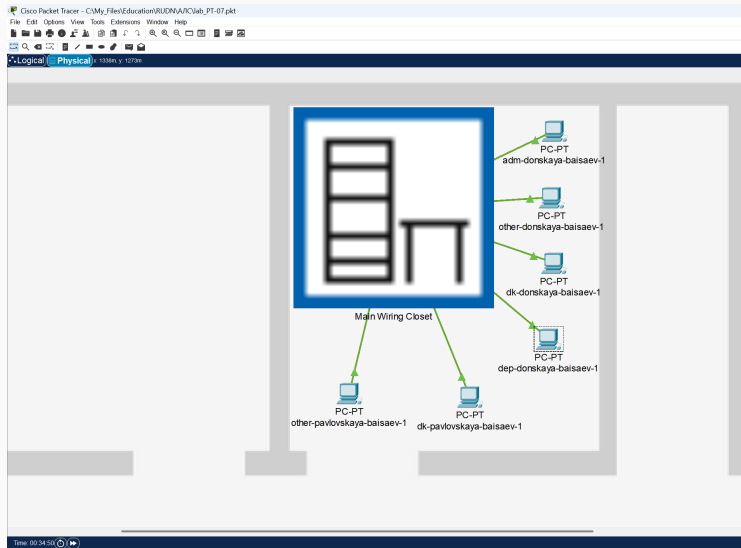 Cisco Packet Tracer - C:\My_Files\Education\RUDN\A/IC\lab_PT-07.pkt
File Edit Options View Tools Extensions Window Help
Logical Physical x: 1338m, y: 1273m
PC-PT
adm-donskaya-baisaev-1
PC-PT
other-donskaya-baisaev-1
PC-PT
dk-donskaya-baisaev-1
Main Wiring Closet
PC-PT
dep-donskaya-baisaev-1
PC-PT
other-pavlovskaya-baisaev-1
PC-PT
dk-pavlovskaya-baisaev-1
Time: 00:34:50